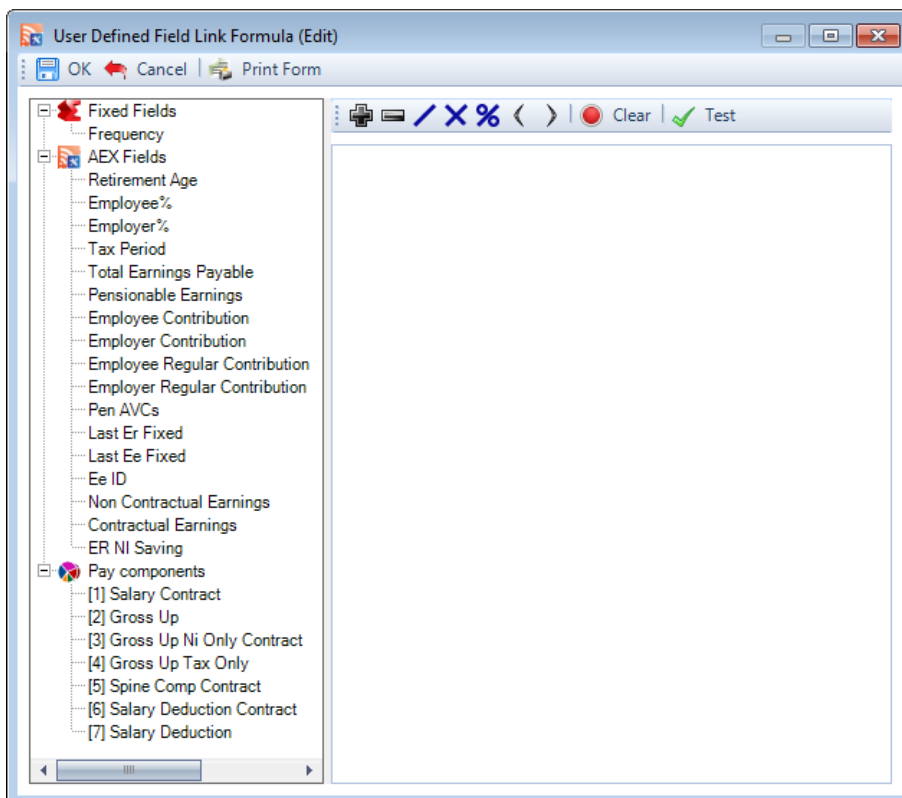 User Defined Field Link Formula (Edit)
OK Cancel Print Form
Fixed Fields
Frequency
AEX Fields
Retirement Age
Employee%
Employer%
Tax Period
Total Earnings Payable
Pensionable Earnings
Employee Contribution
Employer Contribution
Employee Regular Contribution
Employer Regular Contribution
Pen AVCs
Last Er Fixed
Last Ee Fixed
Ee ID
Non Contractual Earnings
Contractual Earnings
ER NI Saving
Pay components
[1] Salary Contract
[2] Gross Up
[3] Gross Up Ni Only Contract
[4] Gross Up Tax Only
[5] Spine Comp Contract
[6] Salary Deduction Contract
[7] Salary Deduction
% Clear Test